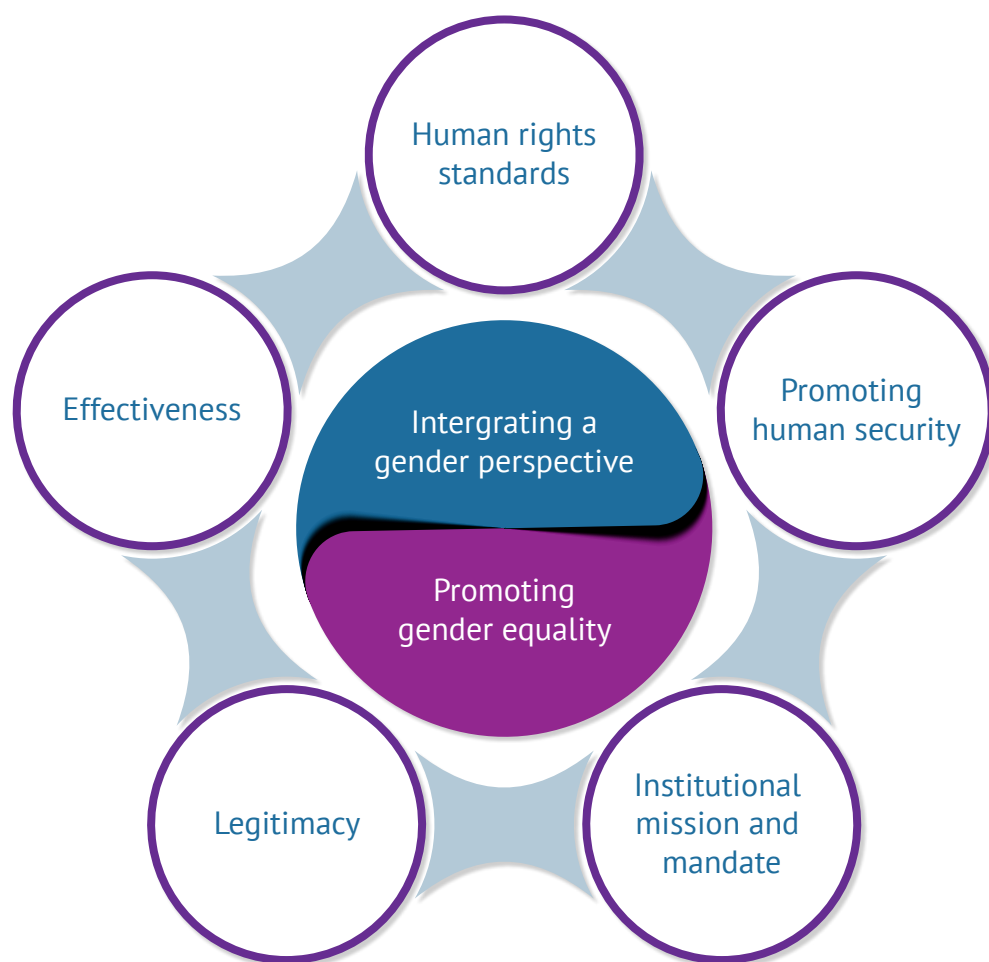 Human rights
standards
Effectiveness
Promoting
human security
Intergrating a
gender perspective
Promoting
gender equality
Legitimacy
Institutional
mission and
mandate